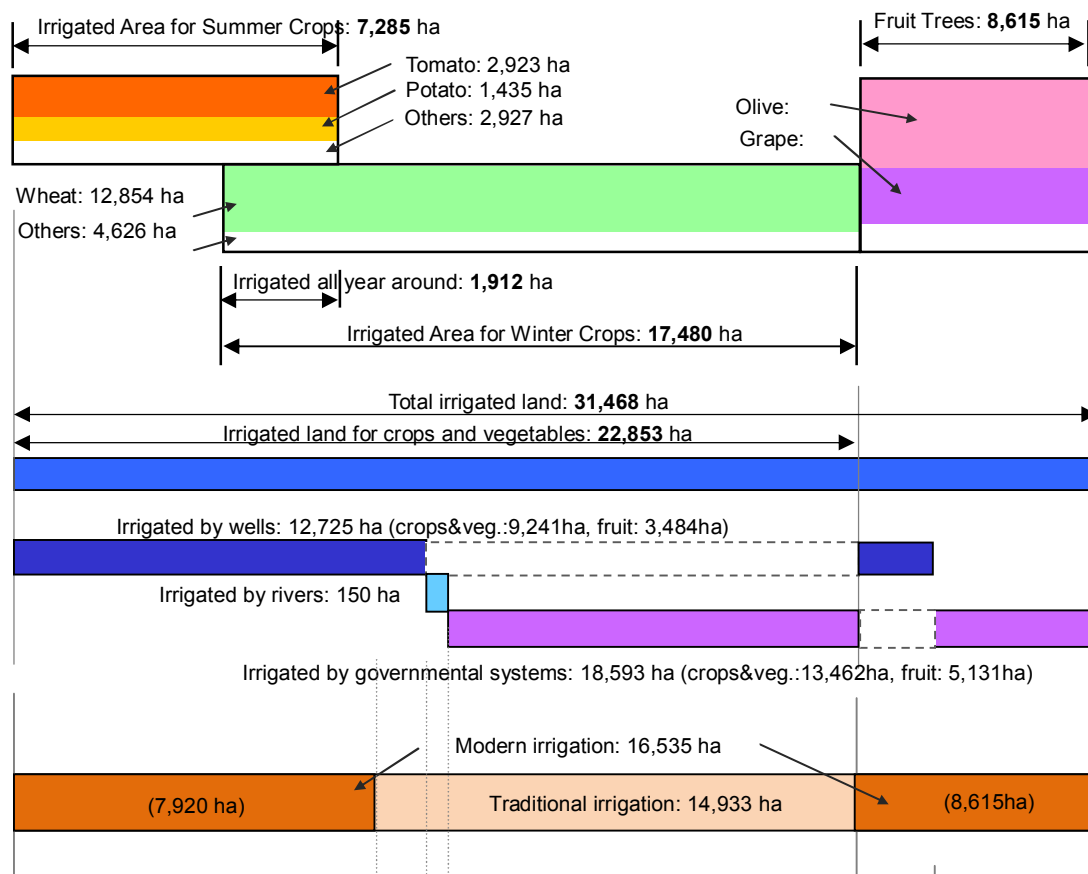 Irrigated Area for Summer Crops: 7,285 ha
Fruit Trees: 8,615 ha
Tomato: 2,923 ha
Potato: 1,435 ha
Others: 2,927 ha
Olive:
Grape:
Wheat: 12,854 ha
Others: 4,626 ha
Irrigated all year around: 1,912 ha
Irrigated Area for Winter Crops: 17,480 ha
Total irrigated land: 31,468 ha
Irrigated land for crops and vegetables: 22,853 ha
Irrigated by wells: 12,725 ha (crops&veg.:9,241ha, fruit: 3,484ha)
Irrigated by rivers: 150 ha
Irrigated by governmental systems: 18,593 ha (crops&veg.:13,462ha, fruit: 5,131ha)
Modern irrigation: 16,535 ha
(7,920 ha)
Traditional irrigation: 14,933 ha
(8,615ha)